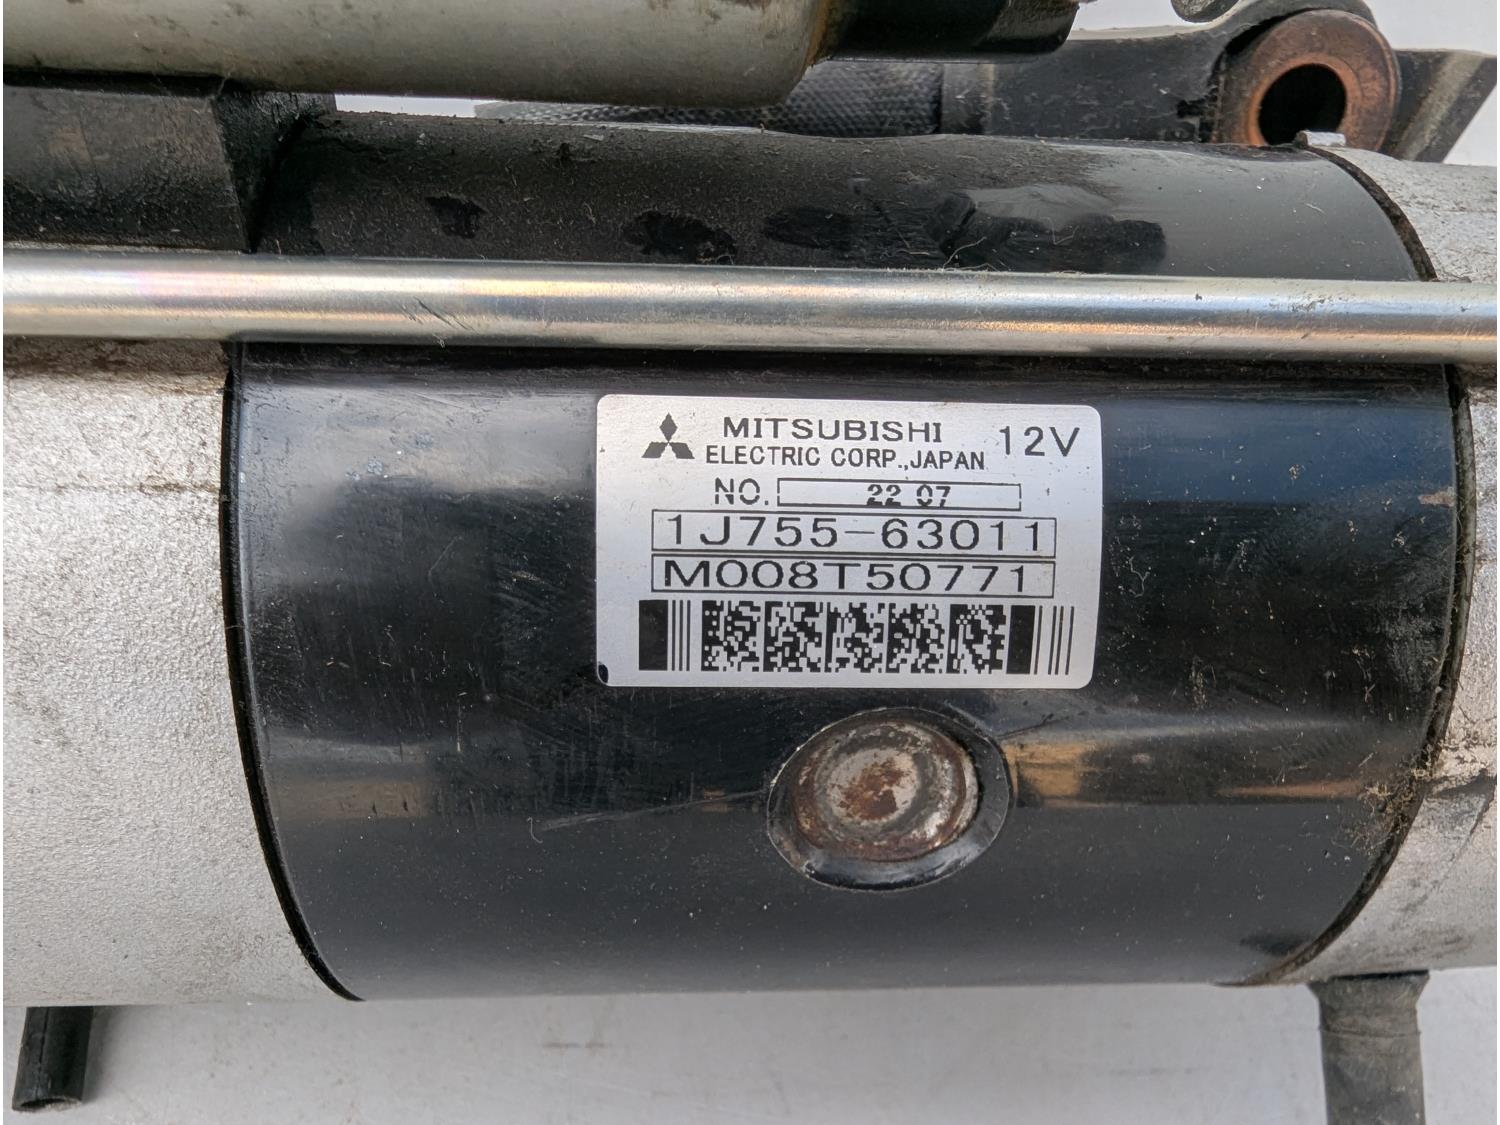 MITSUBISHI 12V
ELECTRIC CORP.,JAPAN
NO. 22 07
1J755-63011
M008T50771